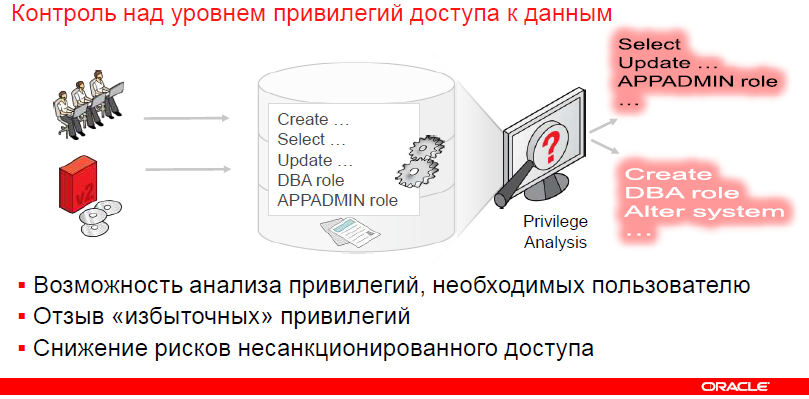 Контроль над уровнем привилегий доступа к данным
Create …
Select …
Update …
DBA role
APPADMIN role
v2
?
Privilege
Analysis
Select
Update …
APPADMIN role
…
Create
DBA role
Alter system
…
▪ Возможность анализа привилегий, необходимых пользователю
▪ Отзыв «избыточных» привилегий
▪ Снижение рисков несанкционированного доступа
ORACLE